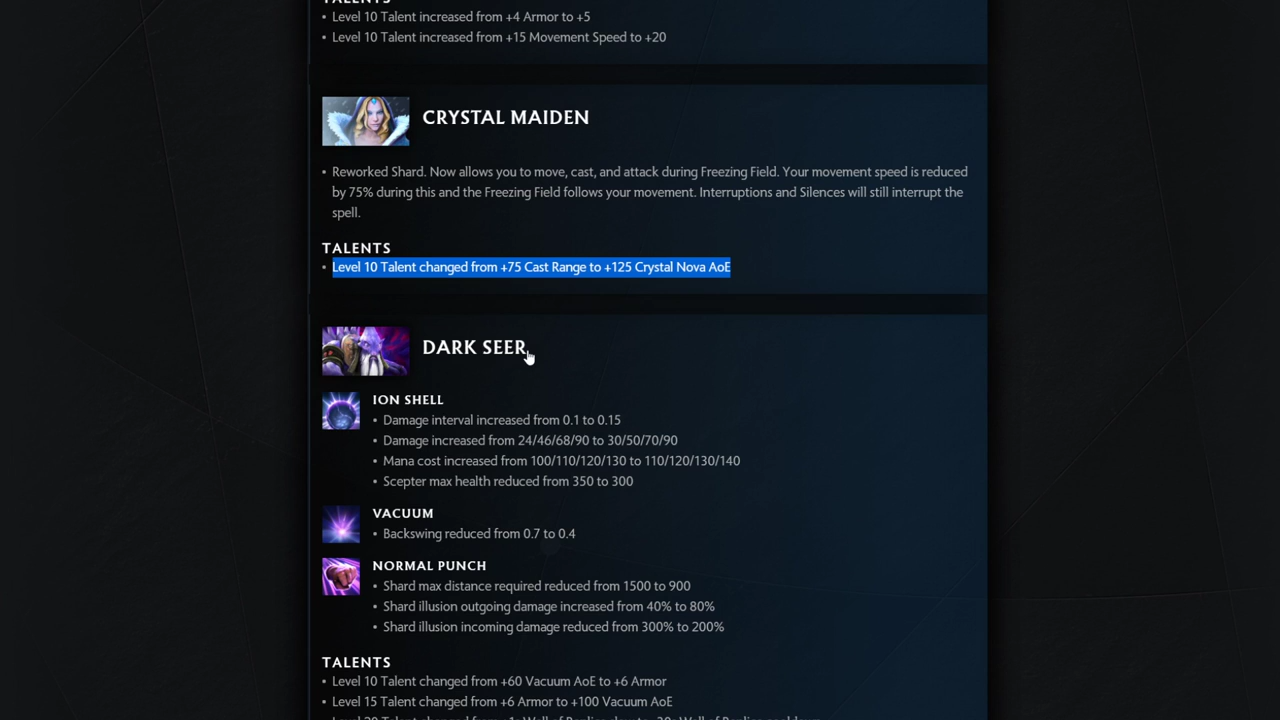 TALENTS
• Level 10 Talent increased from +4 Armor to +5
• Level 10 Talent increased from +15 Movement Speed to +20
CRYSTAL MAIDEN
• Reworked Shard. Now allows you to move, cast, and attack during Freezing Field. Your movement speed is reduced
by 75% during this and the Freezing Field follows your movement. Interruptions and Silences will still interrupt the
spell.
TALENTS
• Level 10 Talent changed from +75 Cast Range to +125 Crystal Nova AoE
DARK SEER
ION SHELL
• Damage interval increased from 0.1 to 0.15
• Damage increased from 24/46/68/90 to 30/50/70/90
• Mana cost increased from 100/110/120/130 to 110/120/130/140
• Scepter max health reduced from 350 to 300
VACUUM
• Backswing reduced from 0.7 to 0.4
NORMAL PUNCH
• Shard max distance required reduced from 1500 to 900
• Shard illusion outgoing damage increased from 40% to 80%
• Shard illusion incoming damage reduced from 300% to 200%
TALENTS
• Level 10 Talent changed from +60 Vacuum AoE to +6 Armor
• Level 15 Talent changed from +6 Armor to +100 Vacuum AoE